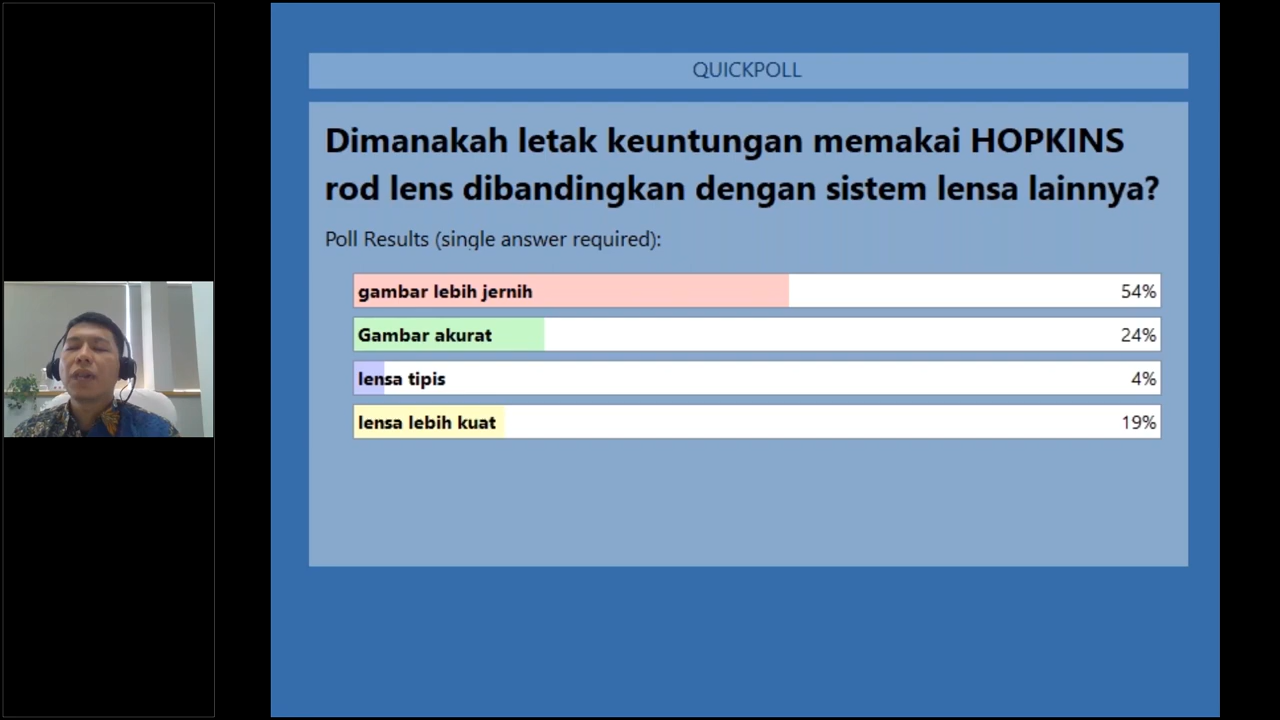 QUICKPOLL
Dimanakah letak keuntungan memakai HOPKINS
rod lens dibandingkan dengan sistem lensa lainnya?
Poll Results (single answer required):
gambar lebih jernih 54%
Gambar akurat 24%
lensa tipis 4%
lensa lebih kuat 19%